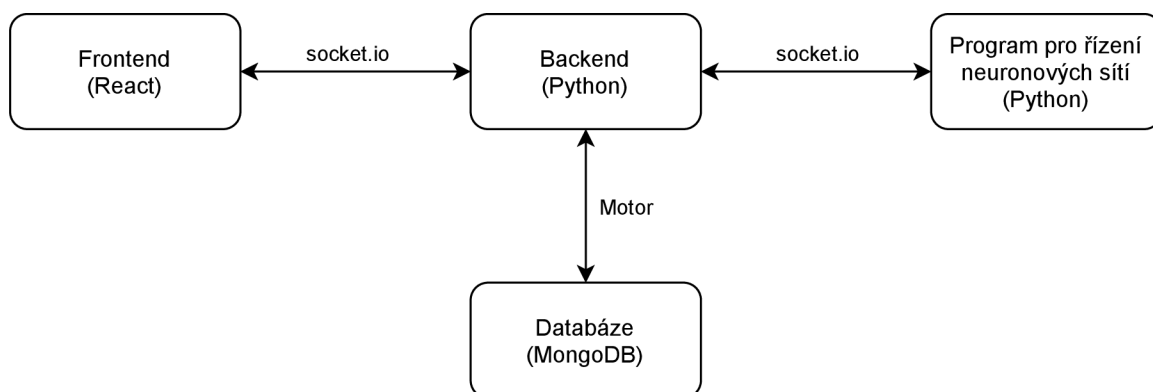 Frontend
(React)
socket.io
Backend
(Python)
socket.io
Program pro řízení
neuronových sítí
(Python)
Motor
Databáze
(MongoDB)